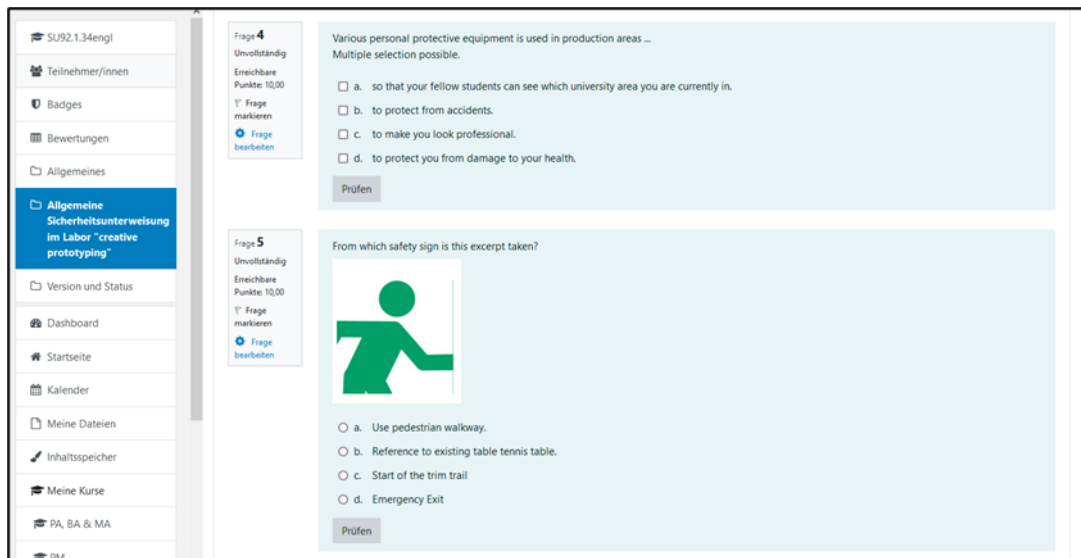 SU92.1.34engl
Teilnehmer/innen
Badges
Bewertungen
Allgemeines
Allgemeine
Sicherheitsunterweisung
im Labor "creative
prototyping"
Version und Status
Dashboard
Startseite
Kalender
Meine Dateien
Inhaltsspeicher
Meine Kurse
PA, BA & MA
PM
Frage 4
Unvollständig
Erreichbare
Punkte: 10,00
Frage
markieren
Frage
bearbeiten
Various personal protective equipment is used in production areas ...
Multiple selection possible.
a. so that your fellow students can see which university area you are currently in.
b. to protect from accidents.
c. to make you look professional.
d. to protect you from damage to your health.
Prüfen
Frage 5
Unvollständig
Erreichbare
Punkte: 10,00
Frage
markieren
Frage
bearbeiten
From which safety sign is this excerpt taken?
a. Use pedestrian walkway.
b. Reference to existing table tennis table.
c. Start of the trim trail
d. Emergency Exit
Prüfen